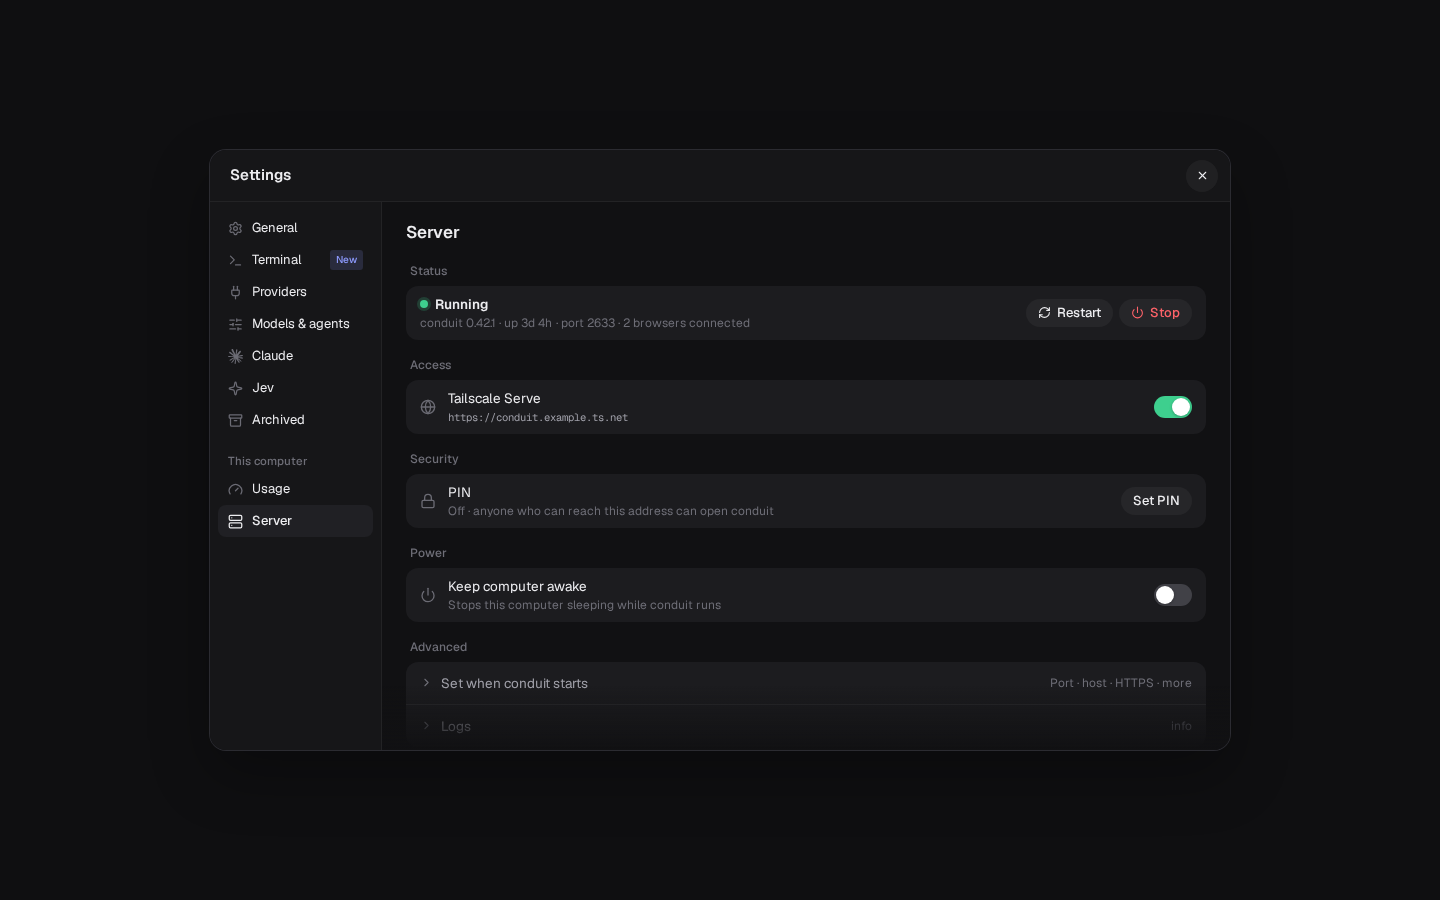 Settings
General
Terminal New
Providers
Models & agents
Claude
Jev
Archived
This computer
Usage
Server
Server
Status
Running
conduit 0.42.1 · up 3d 4h · port 2633 · 2 browsers connected
Restart
Stop
Access
Tailscale Serve
https://conduit.example.ts.net
Security
PIN
Off · anyone who can reach this address can open conduit
Set PIN
Power
Keep computer awake
Stops this computer sleeping while conduit runs
Advanced
Set when conduit starts
Port · host · HTTPS · more
Logs
info